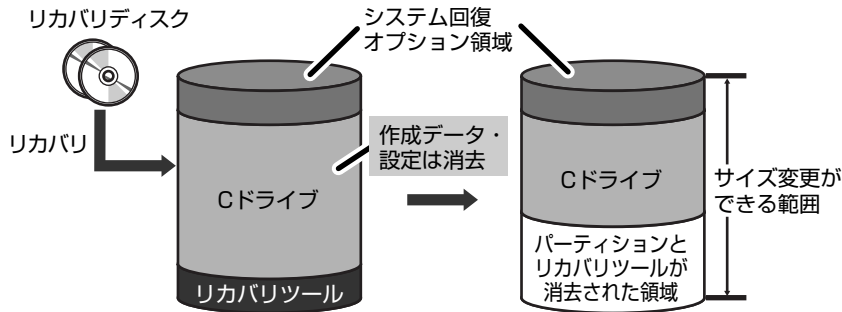 リカバリディスク
システム回復
オプション領域
リカバリ
作成データ・
設定は消去
Cドライブ
リカバリツール
Cドライブ
パーティションと
リカバリツールが
消去された領域
サイズ変更が
できる範囲